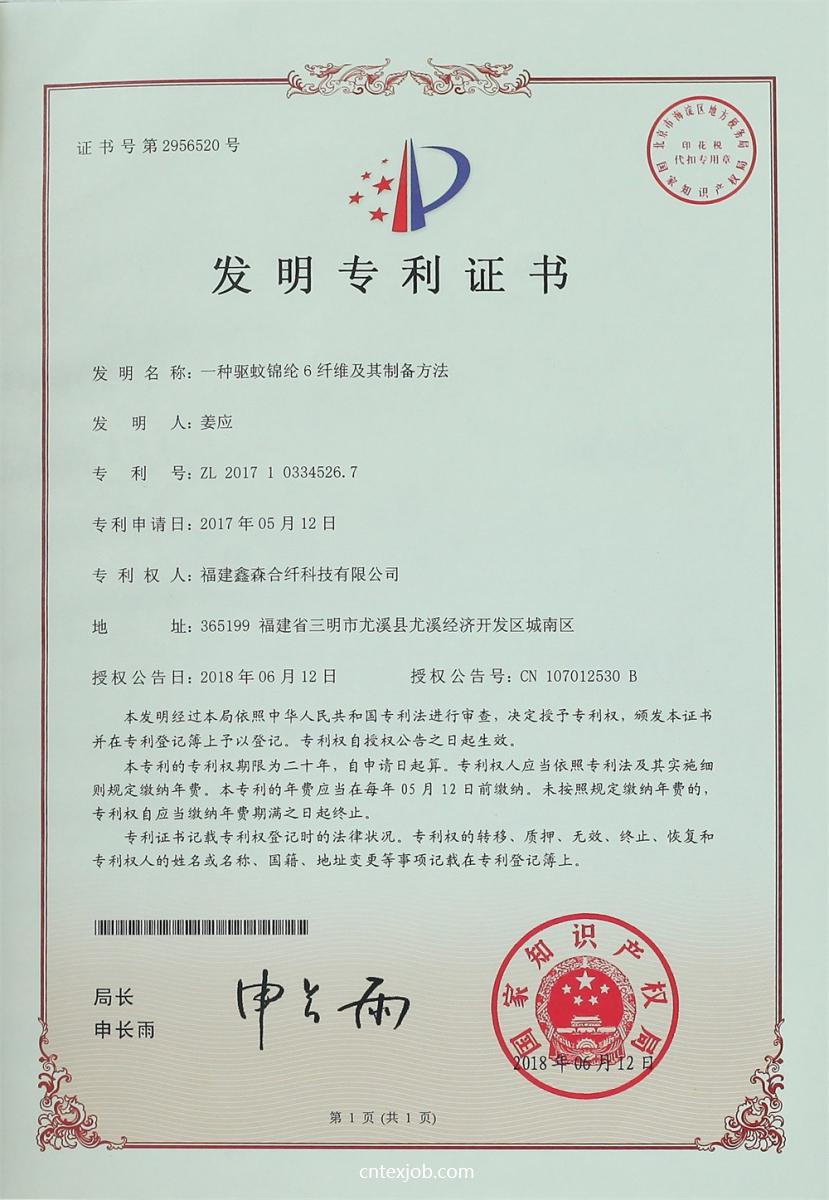 证书号第2956520号
北京市海淀区地方税务局
印花税
代扣专用章
国家知识产权局
发明专利证书
发明名称：一种驱蚊锦纶6纤维及其制备方法
发明人：姜应
专利号：ZL 2017 1 0334526.7
专利申请日：2017年05月12日
专利权人：福建鑫森合纤科技有限公司
地址：365199 福建省三明市尤溪县尤溪经济开发区城南区
授权公告日：2018年06月12日 授权公告号：CN 107012530 B
本发明经过本局依照中华人民共和国专利法进行审查，决定授予专利权，颁发本证书
并在专利登记簿上予以登记。专利权自授权公告之日起生效。
本专利的专利权期限为二十年，自申请日起算。专利权人应当依照专利法及其实施细
则规定缴纳年费。本专利的年费应当在每年05月12日前缴纳。未按照规定缴纳年费的，
专利权自应当缴纳年费期满之日起终止。
专利证书记载专利权登记时的法律状况。专利权的转移、质押、无效、终止、恢复和
专利权人的姓名或名称、国籍、地址变更等事项记载在专利登记簿上。
局长
申长雨
申长雨
国家知识产权局
2018年06月12日
第1页(共1页)
cntexjob.com